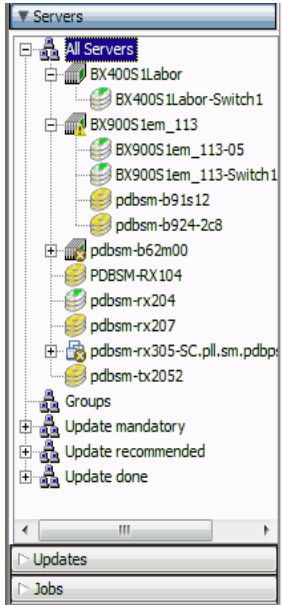 Servers
All Servers
BX400S1Labor
BX400S1Labor-Switch1
BX900S1em_113
BX900S1em_113-05
BX900S1em_113-Switch1
pdbsm-b91s12
pdbsm-b924-2c8
pdbsm-b62m00
PDBSM-RX104
pdbsm-rx204
pdbsm-rx207
pdbsm-rx305-SC.pll.sm.pdbps
pdbsm-tx2052
Groups
Update mandatory
Update recommended
Update done
Updates
Jobs